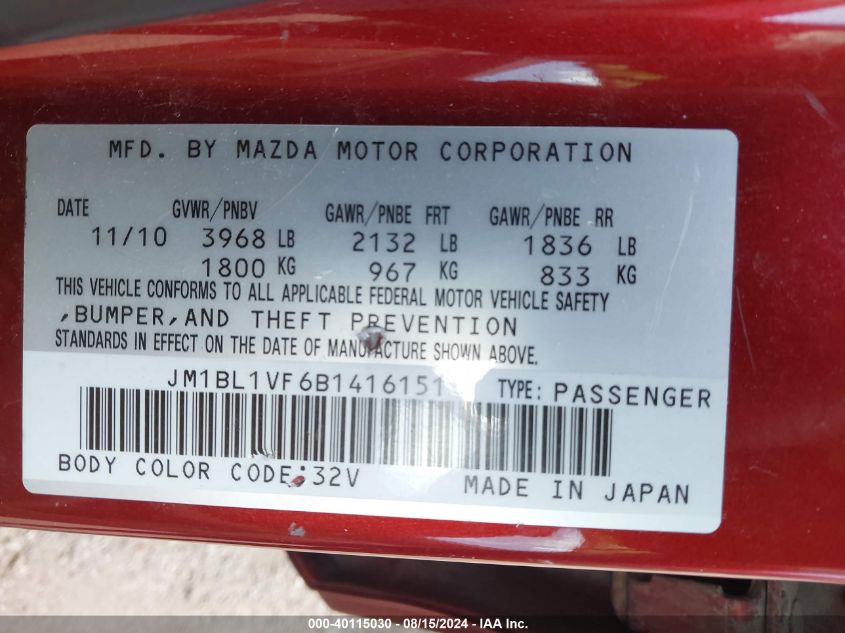 MFD. BY MAZDA MOTOR CORPORATION
DATE GVWR/PNBV GAWR/PNBE FRT GAWR/PNBE RR
11/10 3968 LB 2132 LB 1836 LB
1800 KG 967 KG 833 KG
THIS VEHICLE CONFORMS TO ALL APPLICABLE FEDERAL MOTOR VEHICLE SAFETY
,BUMPER,AND THEFT PREVENTION
STANDARDS IN EFFECT ON THE DATE OF MANUFACTURE SHOWN ABOVE.
JM1BL1VF6B1416151 TYPE: PASSENGER
BODY COLOR CODE:32V
MADE IN JAPAN
000-40115030 - 08/15/2024 - IAA Inc.